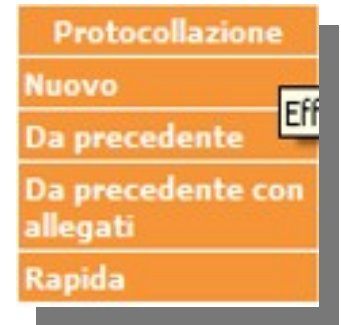 Protocollazione
Nuovo
Eff
Da precedente
Da precedente con
allegati
Rapida